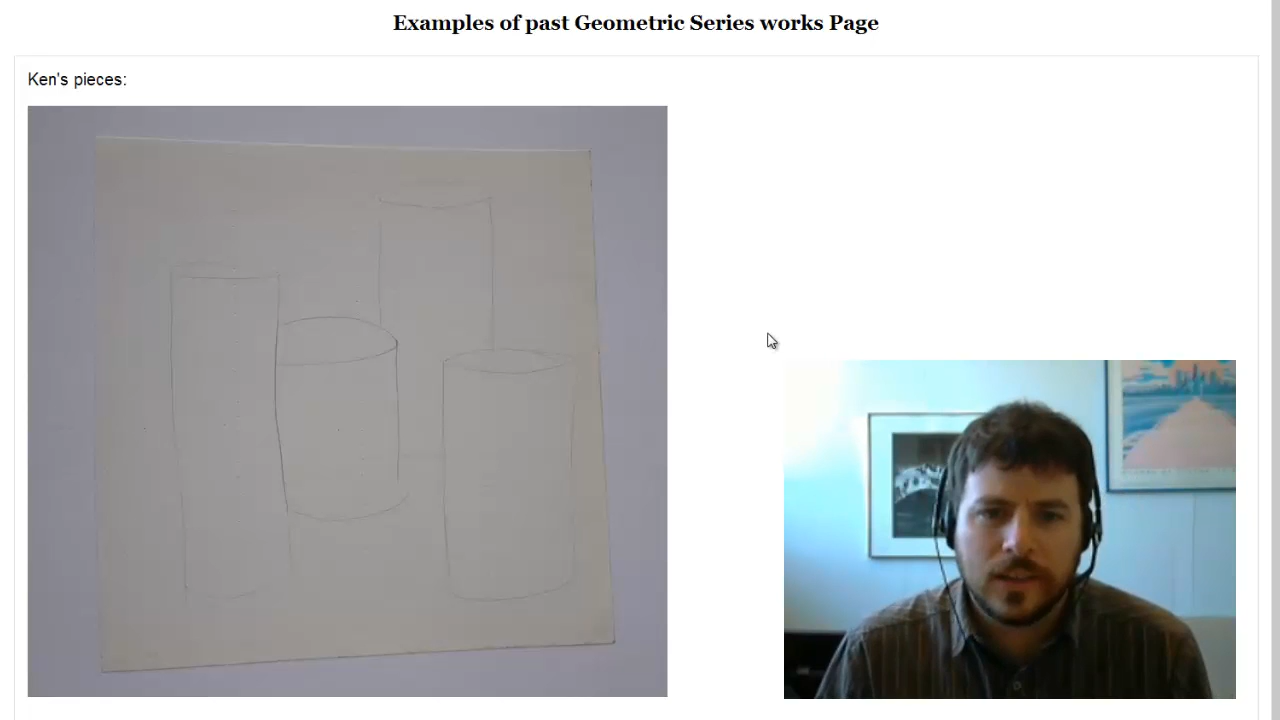 Examples of past Geometric Series works Page
Ken's pieces: